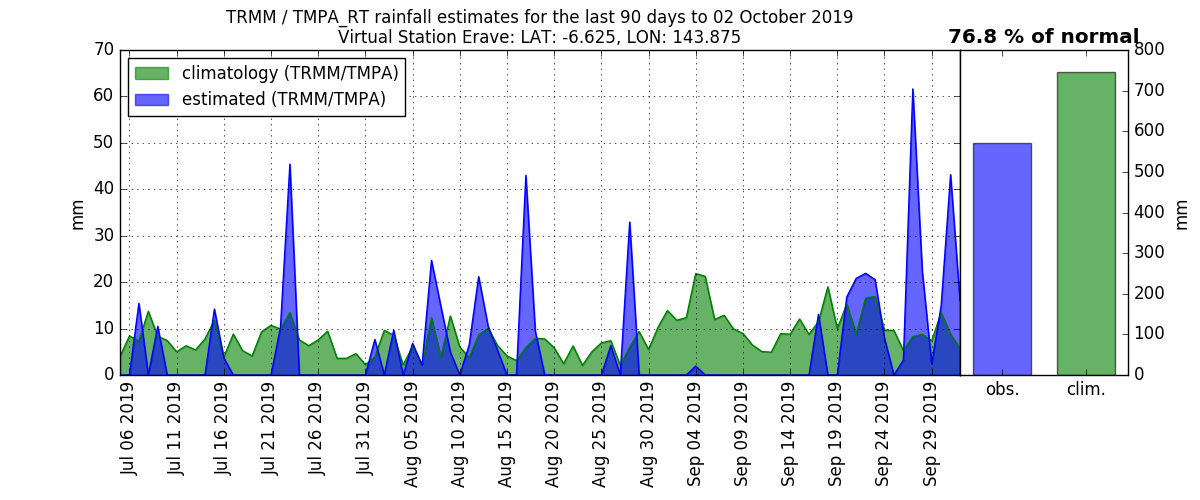 TRMM / TMPA_RT rainfall estimates for the last 90 days to 02 October 2019
Virtual Station Erave: LAT: -6.625, LON: 143.875
76.8 % of normal
climatology (TRMM/TMPA)
estimated (TRMM/TMPA)
mm
70
60
50
40
30
20
10
0
Jul 06 2019
Jul 11 2019
Jul 16 2019
Jul 21 2019
Jul 26 2019
Jul 31 2019
Aug 05 2019
Aug 10 2019
Aug 15 2019
Aug 20 2019
Aug 25 2019
Aug 30 2019
Sep 04 2019
Sep 09 2019
Sep 14 2019
Sep 19 2019
Sep 24 2019
Sep 29 2019
obs.
clim.
800
700
600
500
400
300
200
100
0
mm